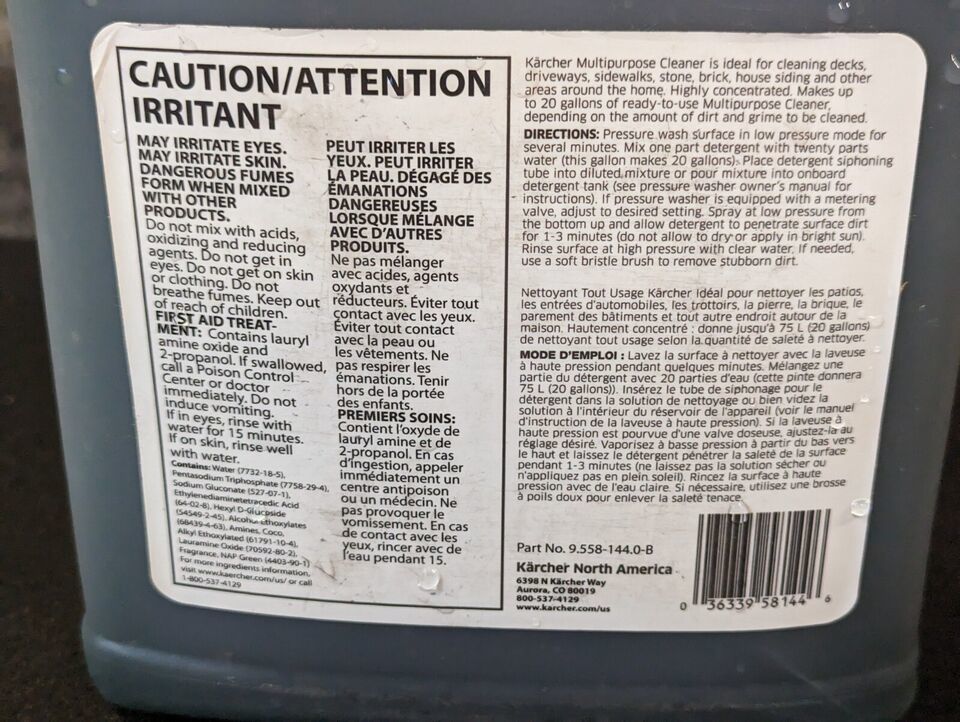 CAUTION/ATTENTION
IRRITANT
MAY IRRITATE EYES.
MAY IRRITATE SKIN.
DANGEROUS FUMES
FORM WHEN MIXED
WITH OTHER
PRODUCTS.
Do not mix with acids,
oxidizing and reducing
agents. Do not get in
eyes. Do not get on skin
or clothing. Do not
breathe fumes. Keep out
of reach of children.
FIRST AID TREAT-
MENT: Contains lauryl
amine oxide and
2-propanol. If swallowed,
call a Poison Control
Center or doctor
immediately. Do not
induce vomiting.
If in eyes, rinse with
water for 15 minutes.
If on skin, rinse well
with water.
Contains: Water (7732-18-5),
Pentasodium Triphosphate (7758-29-4),
Sodium Gluconate (527-07-1),
Ethylenediaminetetracetic Acid
(64-02-8), Hexyl D-Glucpside
(54549-2-45), Alcohol Ethoxylates
(68439-4-63), Amines, Coco,
Alkyl Ethoxylated (61791-10-4),
Lauramine Oxide (70592-80-2),
Fragrance, NAP Green (6403-90-1)
For more ingredients information,
visit www.kaercher.com/us/ or call
1-800-537-4129
PEUT IRRITER LES
YEUX. PEUT IRRITER
LA PEAU. DÉGAGÉ DES
ÉMANATIONS
DANGEREUSES
LORSQUE MÉLANGE
AVEC D'AUTRES
PRODUITS.
Ne pas mélanger
avec acides, agents
oxydants et
réducteurs. Éviter tout
contact avec les yeux.
Éviter tout contact
avec la peau ou
les vêtements. Ne
pas respirer les
émanations. Tenir
hors de la portée
des enfants.
PREMIERS SOINS:
Contient l'oxyde de
lauryl amine et de
2-propanol. En cas
d'ingestion, appeler
immédiatement un
centre antipoison
ou un médecin. Ne
pas provoquer le
vomissement. En cas
de contact avec les
yeux, rincer avec de
l'eau pendant 15.
Kärcher Multipurpose Cleaner is ideal for cleaning decks,
driveways, sidewalks, stone, brick, house siding and other
areas around the home. Highly concentrated. Makes up
to 20 gallons of ready-to-use Multipurpose Cleaner,
depending on the amount of dirt and grime to be cleaned.
DIRECTIONS: Pressure wash surface in low pressure mode for
several minutes. Mix one part detergent with twenty parts
water (this gallon makes 20 gallons). Place detergent siphoning
tube into diluted mixture or pour mixture into onboard
detergent tank (see pressure washer owner's manual for
instructions). If pressure washer is equipped with a metering
valve, adjust to desired setting. Spray at low pressure from
the bottom up and allow detergent to penetrate surface dirt
for 1-3 minutes (do not allow to dry or apply in bright sun).
Rinse surface at high pressure with clear water. If needed,
use a soft bristle brush to remove stubborn dirt.
Nettoyant Tout Usage Kärcher idéal pour nettoyer les patios,
les entrées d'automobiles, les trottoirs, la pierre, la brique, le
parement des bâtiments et tout autre endroit autour de la
maison. Hautement concentré : donne jusqu'à 75 L (20 gallons)
de nettoyant tout usage selon la quantité de saleté à nettoyer.
MODE D'EMPLOI : Lavez la surface à nettoyer avec la laveuse
à haute pression pendant quelques minutes. Mélangez une
partie du détergent avec 20 parties d'eau (cette pinte donnera
75 L (20 gallons)). Insérez le tube de siphonage pour le
détergent dans la solution de nettoyage ou bien videz la
solution à l'intérieur du réservoir de l'appareil (voir le manuel
d'instruction de la laveuse à haute pression). Si la laveuse à
haute pression est pourvue d'une valve doseuse, ajustez-la au
réglage désiré. Vaporisez à basse pression à partir du bas vers
le haut et laissez le détergent pénétrer la saleté de la surface
pendant 1-3 minutes (ne laissez pas la solution sécher ou
n'appliquez pas en plein soleil). Rincez la surface à haute
pression avec de l'eau claire. Si nécessaire, utilisez une brosse
à poils doux pour enlever la saleté tenace.
Part No. 9.558-144.0-B
Kärcher North America
6398 N Kärcher Way
Aurora, CO 80019
800-537-4129
www.karcher.com/us
0 36339 58144 6